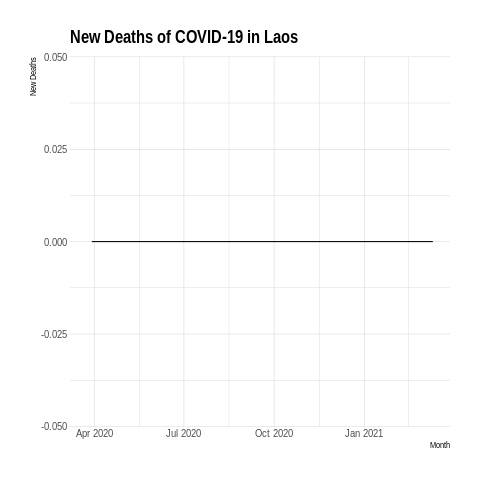 New Deaths of COVID-19 in Laos
New Deaths
0.050
0.025
0.000
-0.025
-0.050
Apr 2020
Jul 2020
Oct 2020
Jan 2021
Month